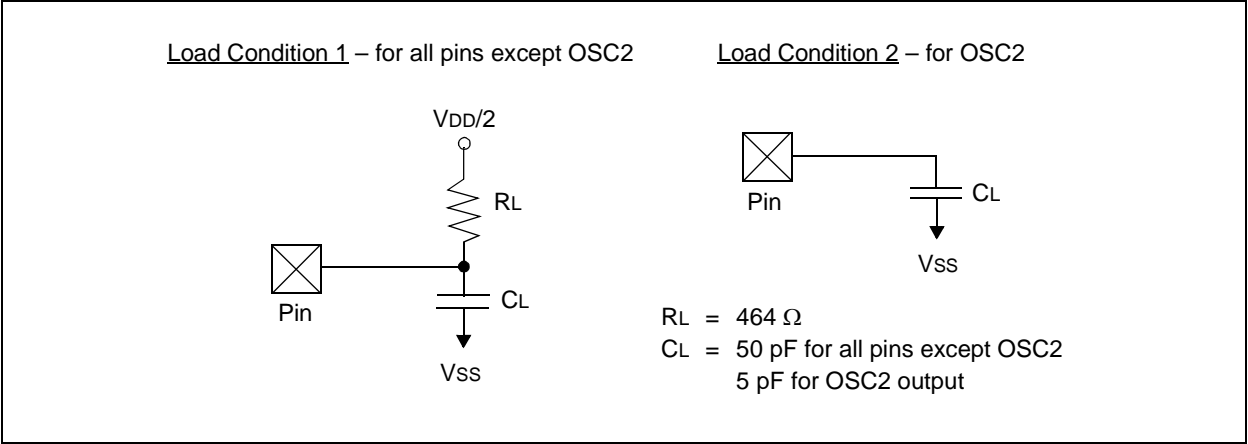 Load Condition 1 – for all pins except OSC2
VDD/2
RL
Pin
CL
VSS
Load Condition 2 – for OSC2
Pin
CL
VSS
RL = 464 Ω
CL = 50 pF for all pins except OSC2
5 pF for OSC2 output